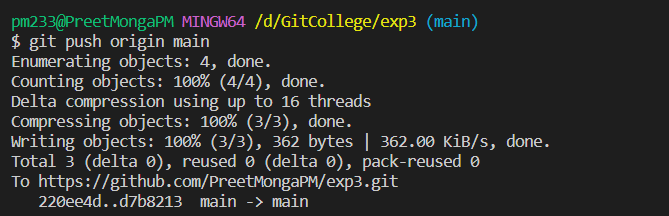 pm233@PreetMongaPM MINGW64 /d/GitCollege/exp3 (main)
$ git push origin main
Enumerating objects: 4, done.
Counting objects: 100% (4/4), done.
Delta compression using up to 16 threads
Compressing objects: 100% (3/3), done.
Writing objects: 100% (3/3), 362 bytes | 362.00 KiB/s, done.
Total 3 (delta 0), reused 0 (delta 0), pack-reused 0
To https://github.com/PreetMongaPM/exp3.git
   220ee4d..d7b8213  main -> main